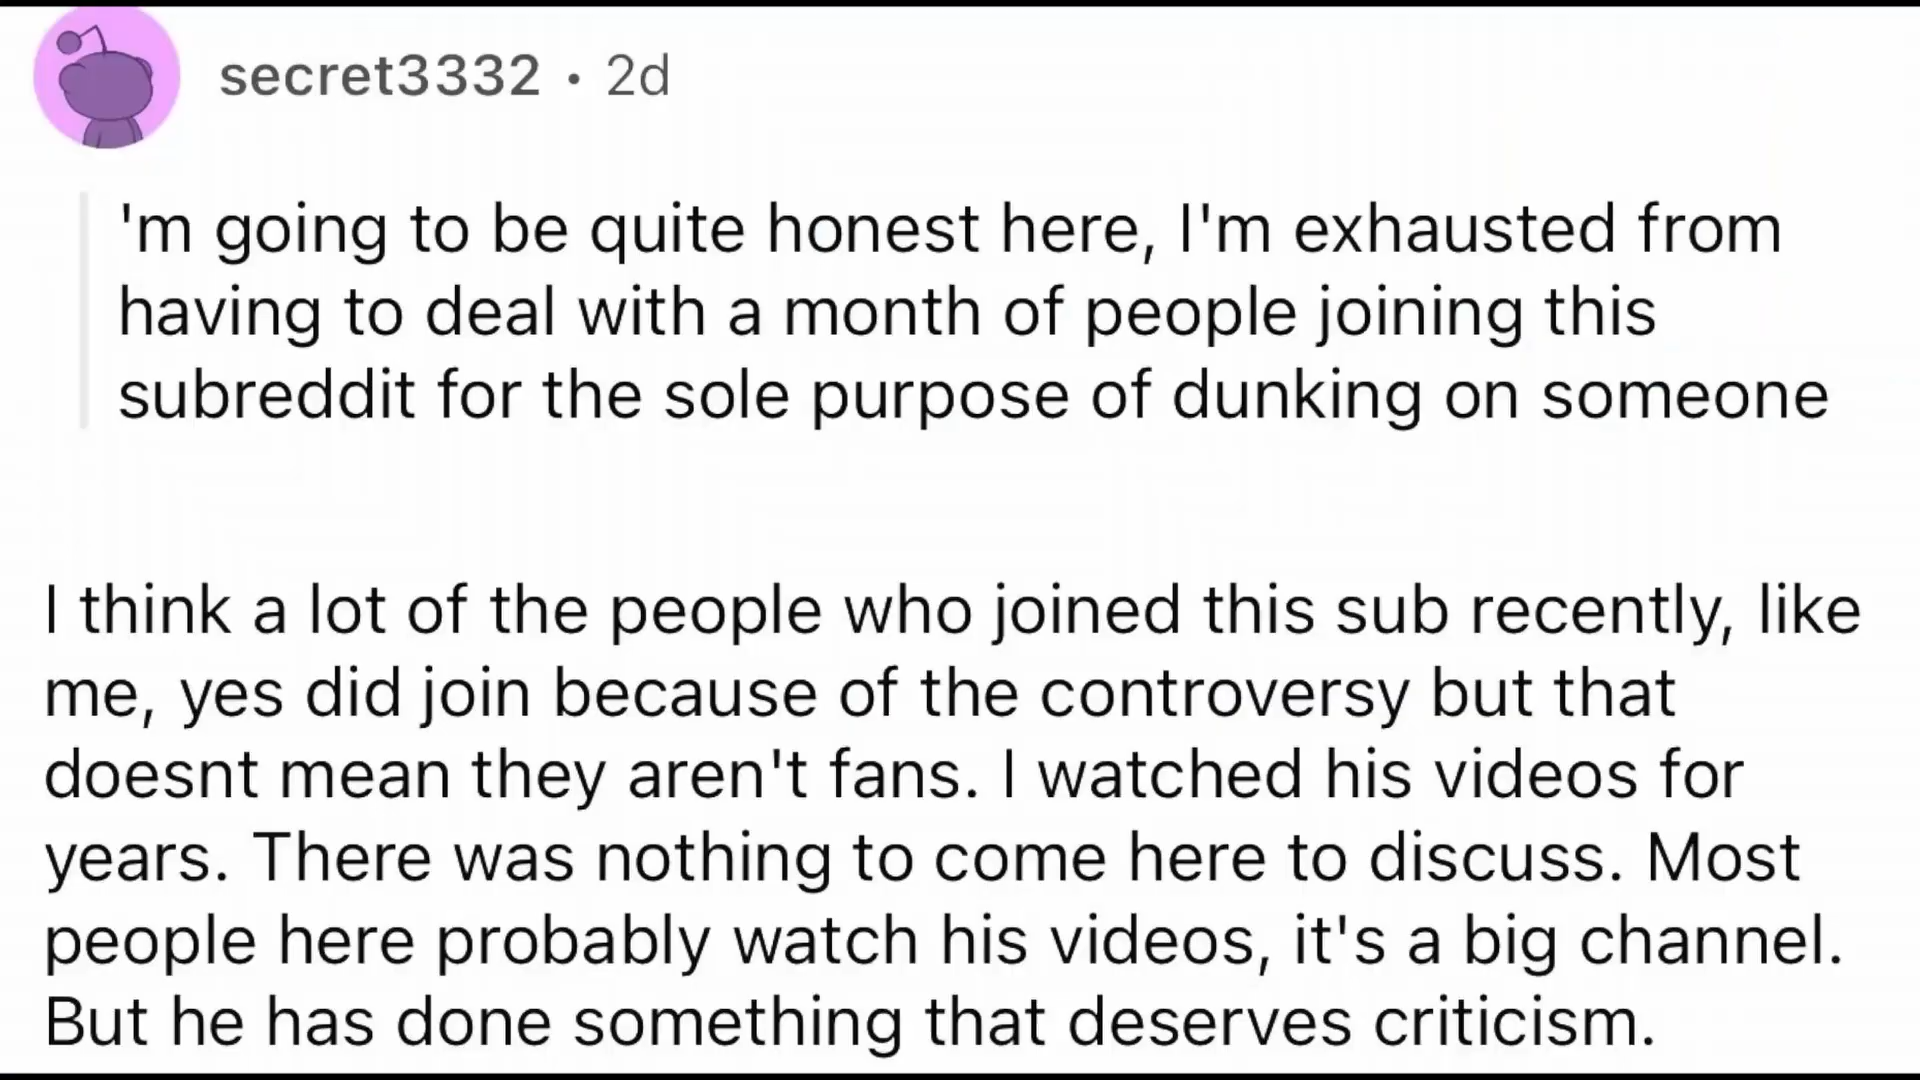 secret3332 • 2d
'm going to be quite honest here, I'm exhausted from
having to deal with a month of people joining this
subreddit for the sole purpose of dunking on someone
I think a lot of the people who joined this sub recently, like
me, yes did join because of the controversy but that
doesnt mean they aren't fans. I watched his videos for
years. There was nothing to come here to discuss. Most
people here probably watch his videos, it's a big channel.
But he has done something that deserves criticism.